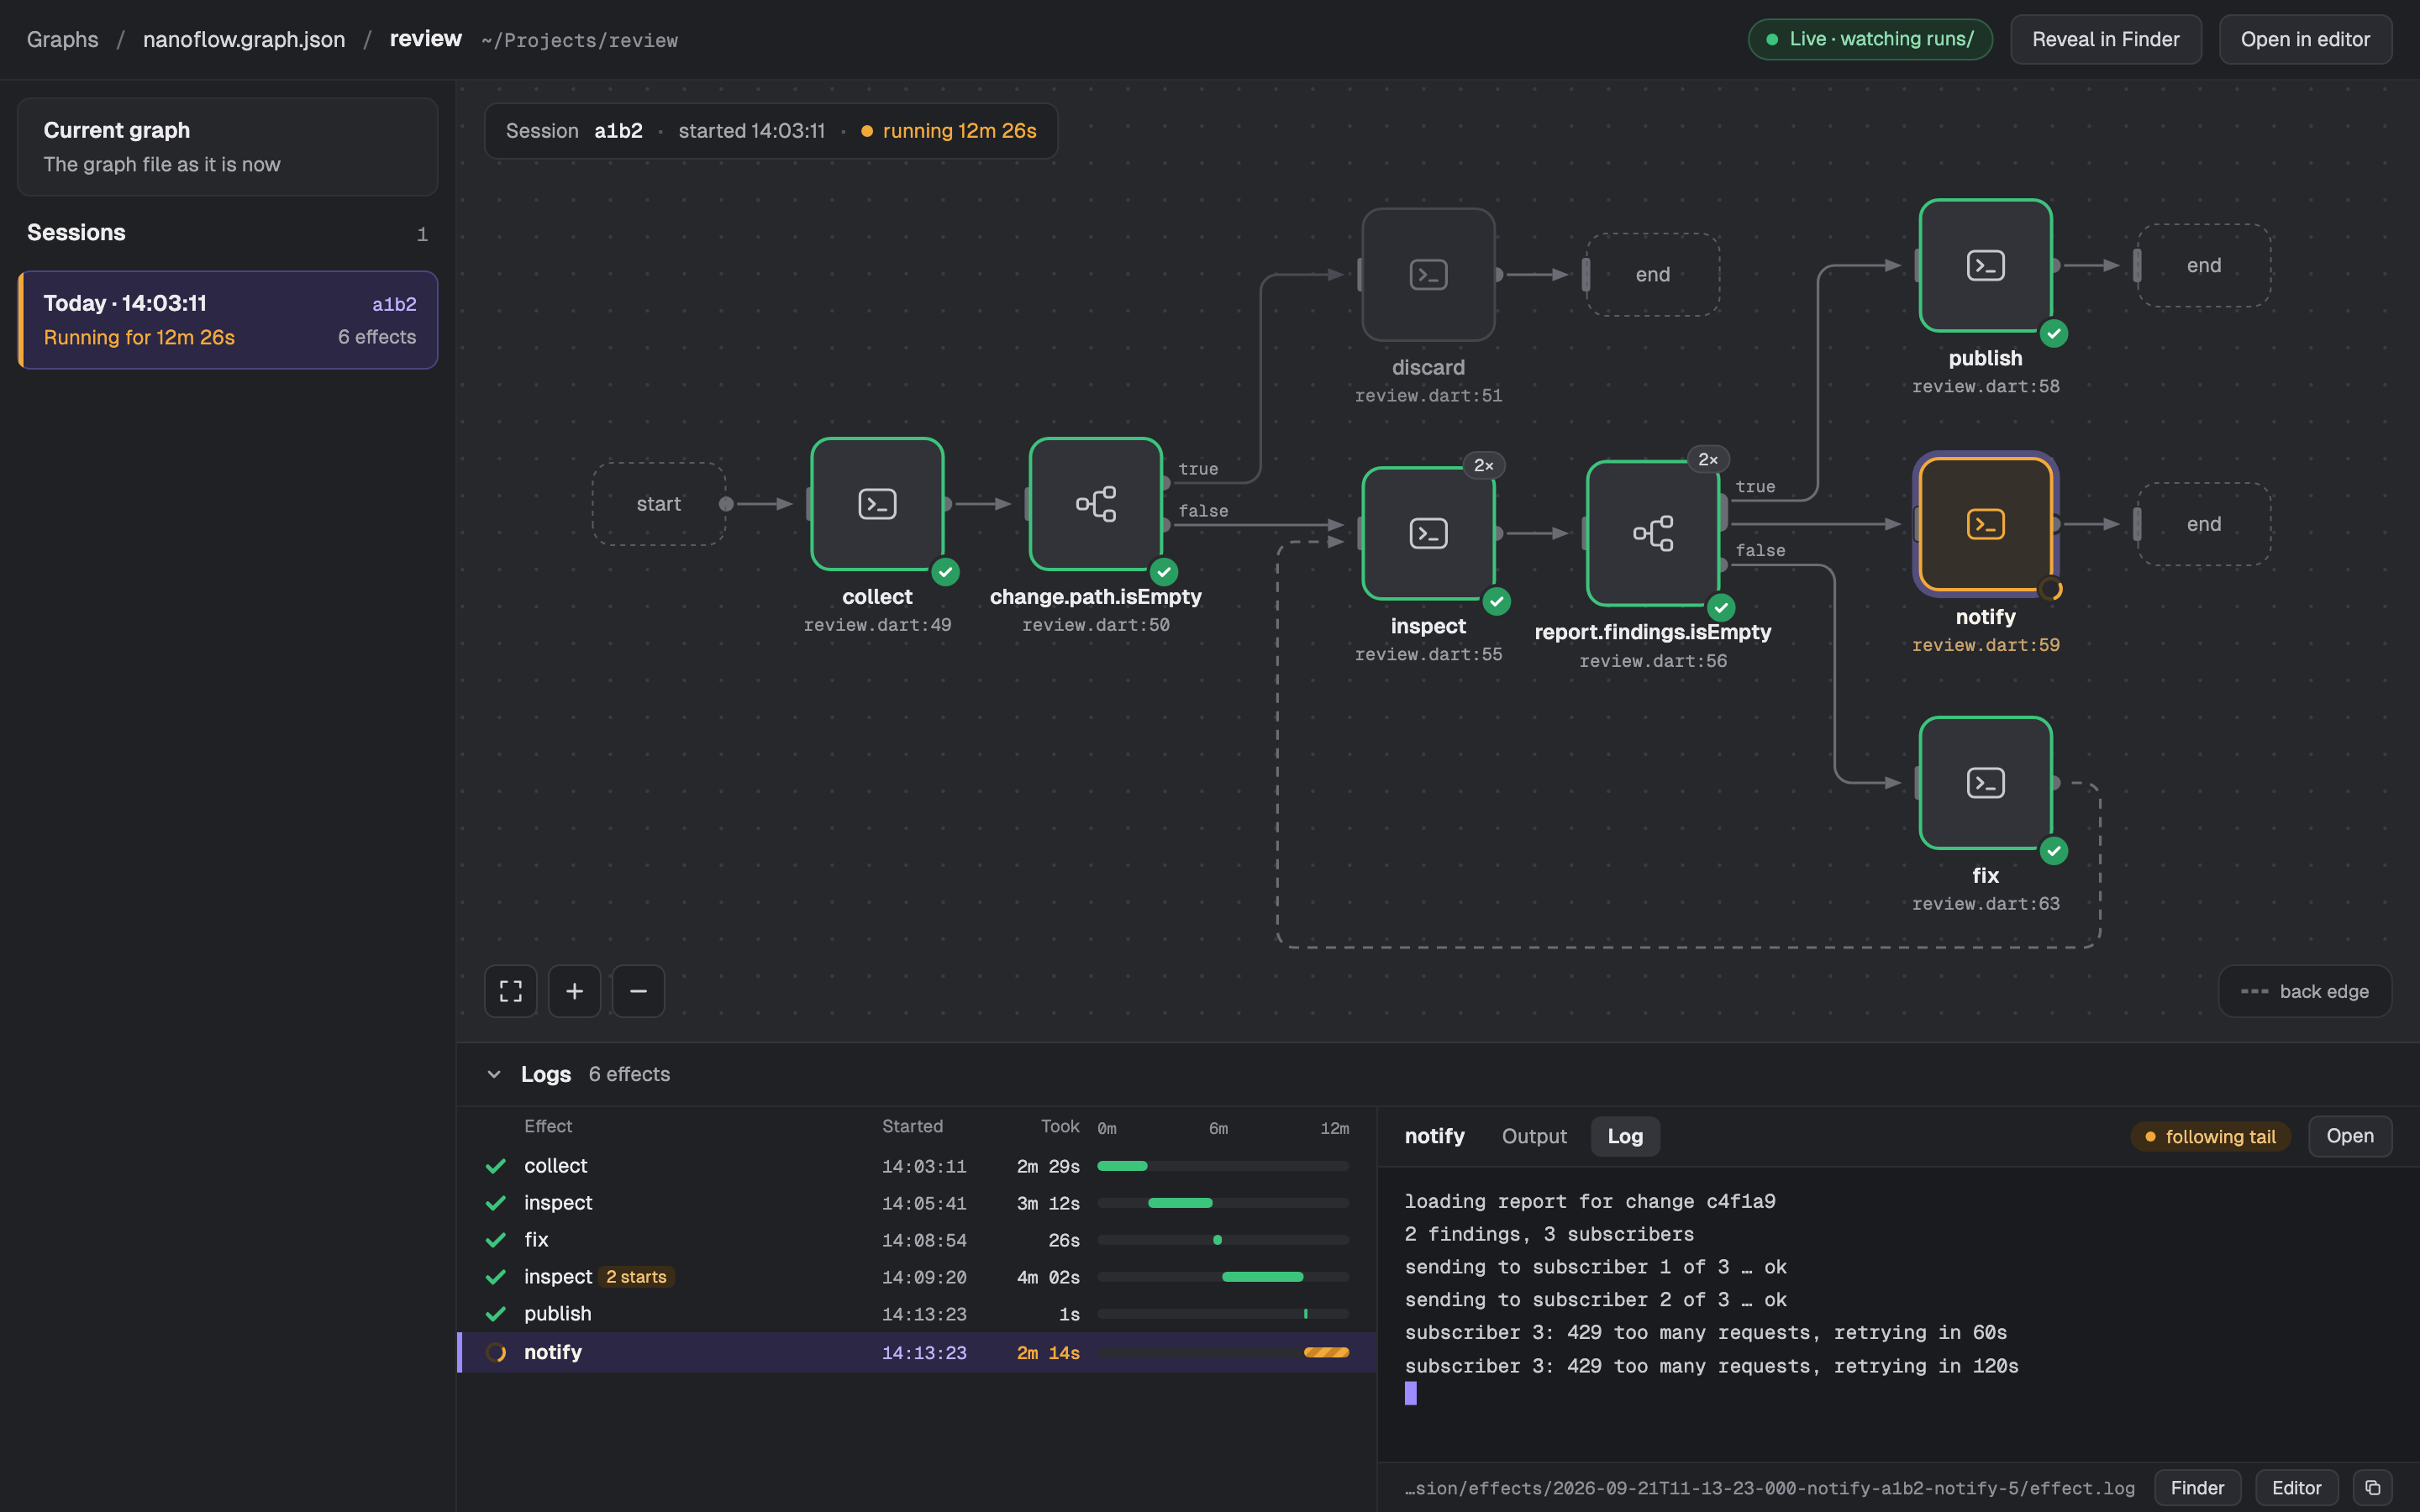 Graphs / nanoflow.graph.json / review ~/Projects/review
Live · watching runs/
Reveal in Finder
Open in editor
Current graph
The graph file as it is now
Sessions 1
Today · 14:03:11 a1b2
Running for 12m 26s 6 effects
Session a1b2 · started 14:03:11 · running 12m 26s
start
collect
review.dart:49
change.path.isEmpty
review.dart:50
true
false
discard
review.dart:51
end
2×
inspect
review.dart:55
2×
report.findings.isEmpty
review.dart:56
true
false
publish
review.dart:58
end
notify
review.dart:59
end
fix
review.dart:63
back edge
Logs 6 effects
Effect Started Took 0m 6m 12m
collect 14:03:11 2m 29s
inspect 14:05:41 3m 12s
fix 14:08:54 26s
inspect 2 starts 14:09:20 4m 02s
publish 14:13:23 1s
notify 14:13:23 2m 14s
notify Output Log
following tail
Open
loading report for change c4f1a9
2 findings, 3 subscribers
sending to subscriber 1 of 3 … ok
sending to subscriber 2 of 3 … ok
subscriber 3: 429 too many requests, retrying in 60s
subscriber 3: 429 too many requests, retrying in 120s
…sion/effects/2026-09-21T11-13-23-000-notify-a1b2-notify-5/effect.log
Finder
Editor